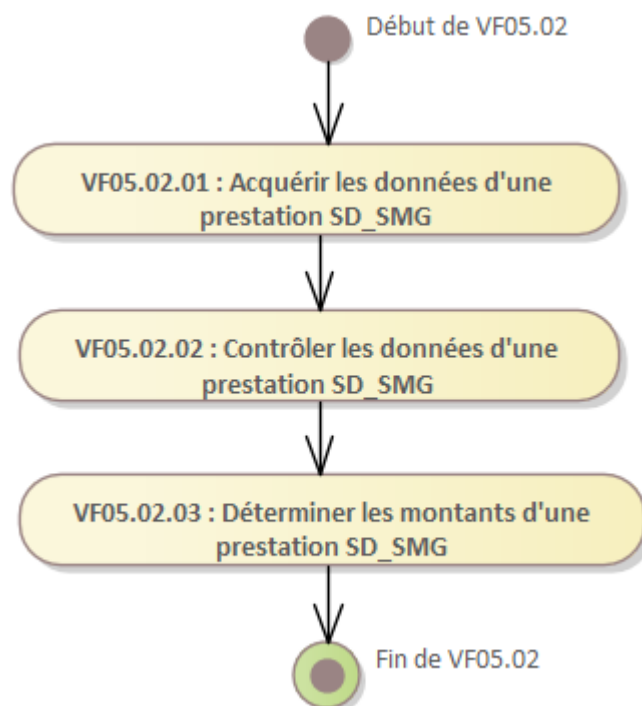 Début de VF05.02
VF05.02.01 : Acquérir les données d'une
prestation SD_SMG
VF05.02.02 : Contrôler les données d'une
prestation SD_SMG
VF05.02.03 : Déterminer les montants d'une
prestation SD_SMG
Fin de VF05.02